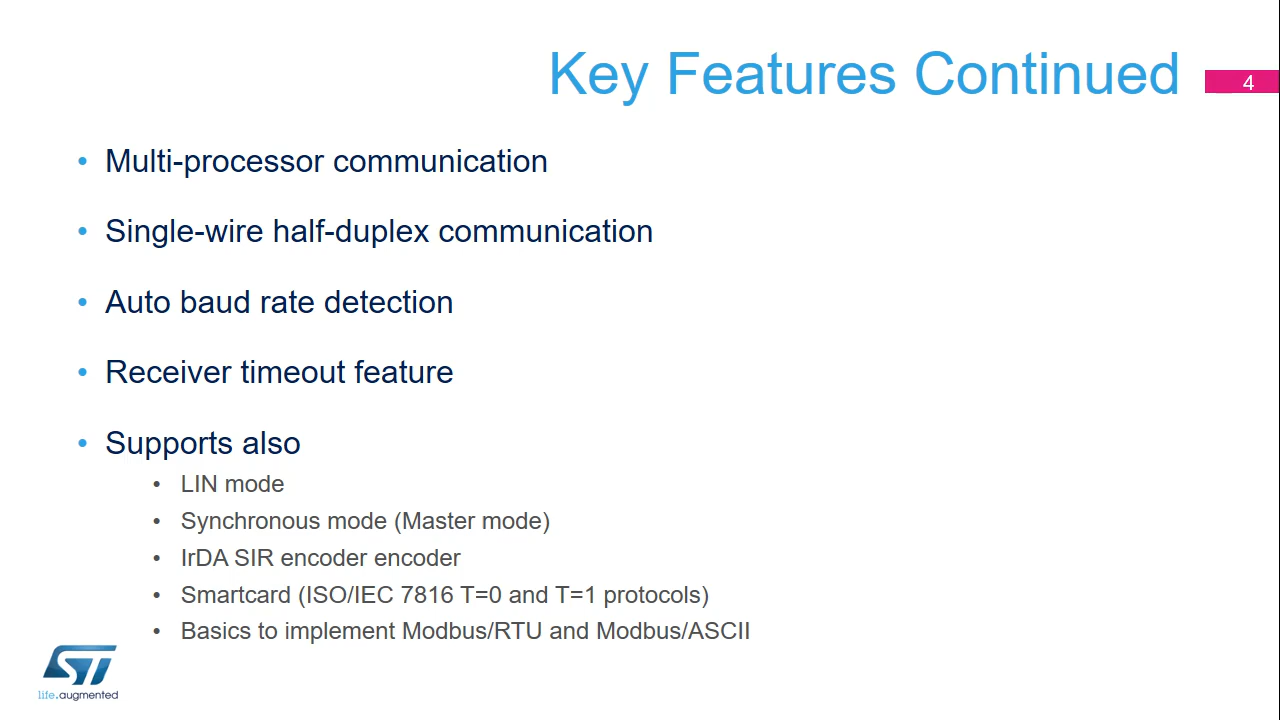 Key Features Continued
4
• Multi-processor communication
• Single-wire half-duplex communication
• Auto baud rate detection
• Receiver timeout feature
• Supports also
• LIN mode
• Synchronous mode (Master mode)
• IrDA SIR encoder encoder
• Smartcard (ISO/IEC 7816 T=0 and T=1 protocols)
• Basics to implement Modbus/RTU and Modbus/ASCII
ST
life.augmented